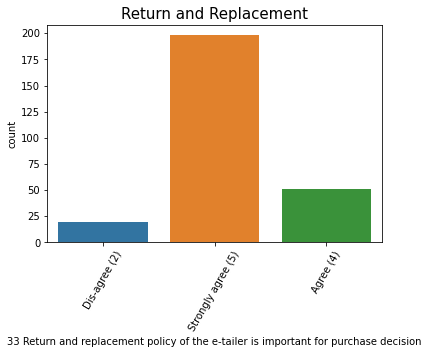 Return and Replacement
200
175
150
125
100
75
50
25
0
count
Dis-agree (2)
Strongly agree (5)
Agree (4)
33 Return and replacement policy of the e-tailer is important for purchase decision